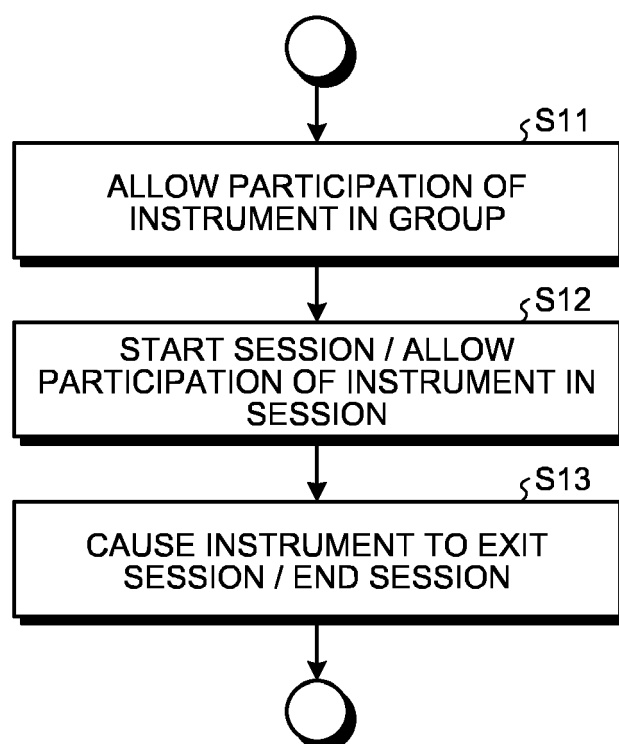 S11
ALLOW PARTICIPATION OF
INSTRUMENT IN GROUP
S12
START SESSION / ALLOW
PARTICIPATION OF INSTRUMENT IN
SESSION
S13
CAUSE INSTRUMENT TO EXIT
SESSION / END SESSION